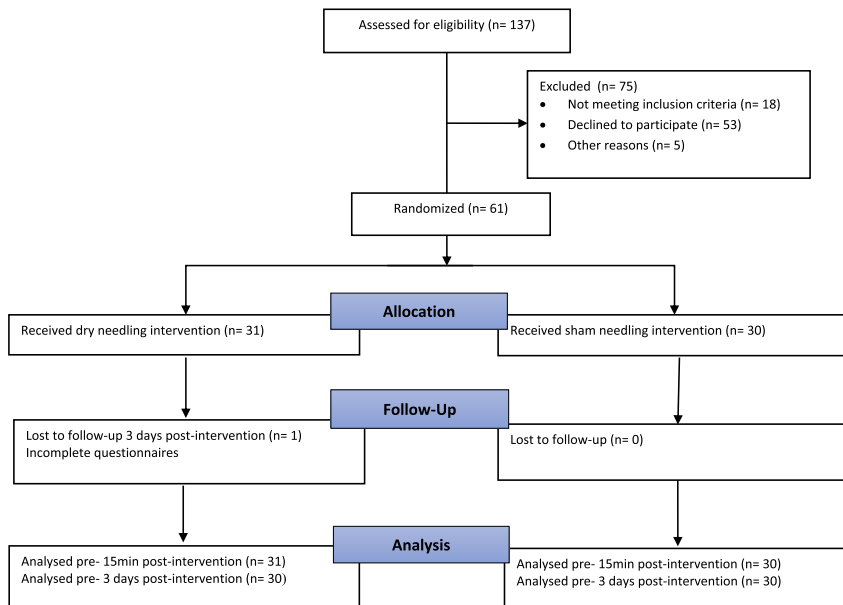 Assessed for eligibility (n= 137)
Excluded (n= 75)
• Not meeting inclusion criteria (n= 18)
• Declined to participate (n= 53)
• Other reasons (n= 5)
Randomized (n= 61)
Allocation
Received dry needling intervention (n= 31)
Received sham needling intervention (n= 30)
Follow-Up
Lost to follow-up 3 days post-intervention (n= 1)
Incomplete questionnaires
Lost to follow-up (n= 0)
Analysis
Analysed pre- 15min post-intervention (n= 31)
Analysed pre- 3 days post-intervention (n= 30)
Analysed pre- 15min post-intervention (n= 30)
Analysed pre- 3 days post-intervention (n= 30)